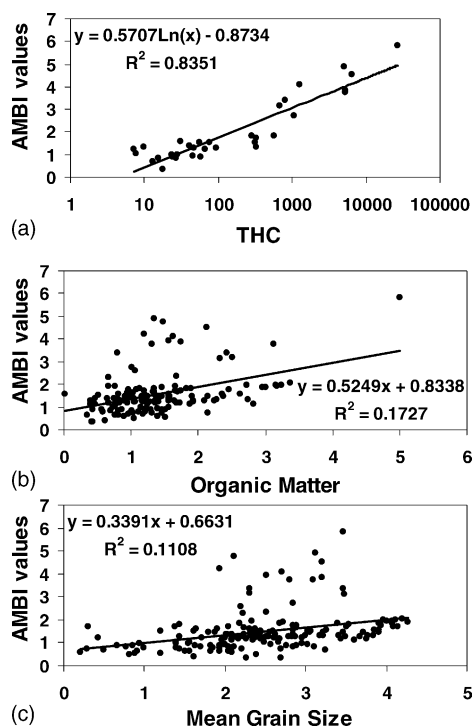 y = 0.5707Ln(x) - 0.8734
R² = 0.8351
AMBI values
7
6
5
4
3
2
1
0
1 10 100 1000 10000 100000
(a)
THC
AMBI values
7
6
5
4
3
2
1
0
y = 0.5249x + 0.8338
R² = 0.1727
0 1 2 3 4 5 6
(b)
Organic Matter
y = 0.3391x + 0.6631
R² = 0.1108
AMBI values
7
6
5
4
3
2
1
0
0 1 2 3 4
(c)
Mean Grain Size